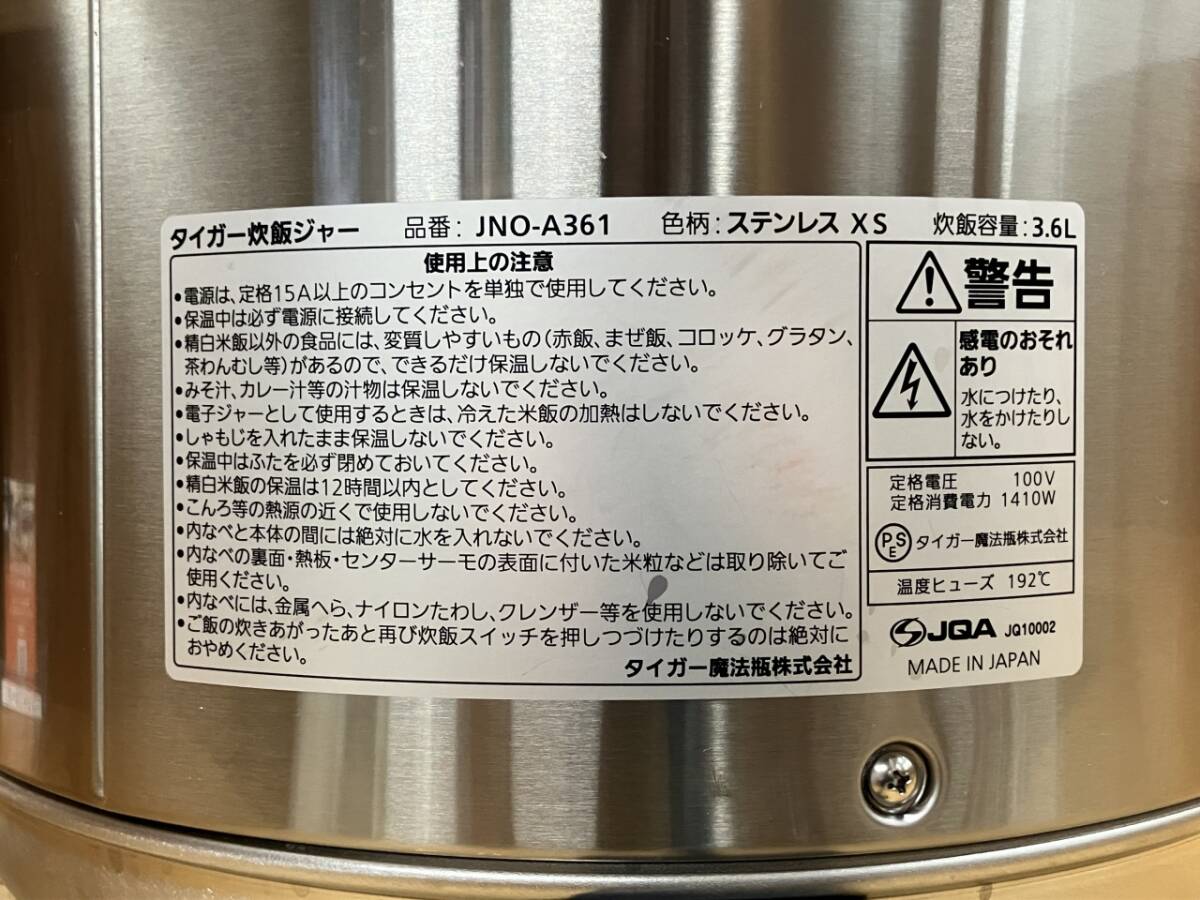 タイガー炊飯ジャー 品番: JNO-A361 色柄: ステンレス XS 炊飯容量: 3.6L
使用上の注意
•電源は、定格15A以上のコンセントを単独で使用してください。
•保温中は必ず電源に接続してください。
•精白米飯以外の食品には、変質しやすいもの(赤飯、まぜ飯、コロッケ、グラタン、
茶わんむし等)があるので、できるだけ保温しないでください。
•みそ汁、カレー汁等の汁物は保温しないでください。
•電子ジャーとして使用するときは、冷えた米飯の加熱はしないでください。
•しゃもじを入れたまま保温しないでください。
•保温中はふたを必ず閉めておいてください。
•精白米飯の保温は12時間以内としてください。
•こんろ等の熱源の近くで使用しないでください。
•内なべと本体の間には絶対に水を入れないでください。
•内なべの裏面・熱板・センターサーモの表面に付いた米粒などは取り除いてご
使用ください。
•内なべには、金属へら、ナイロンたわし、クレンザー等を使用しないでください。
•ご飯の炊きあがったあと再び炊飯スイッチを押しつづけたりするのは絶対に
おやめください。
タイガー魔法瓶株式会社
警告
感電のおそれ
あり
水につけたり、
水をかけたりし
ない。
定格電圧 100V
定格消費電力 1410W
PSE タイガー魔法瓶株式会社
温度ヒューズ 192℃
JQA JQ10002
MADE IN JAPAN